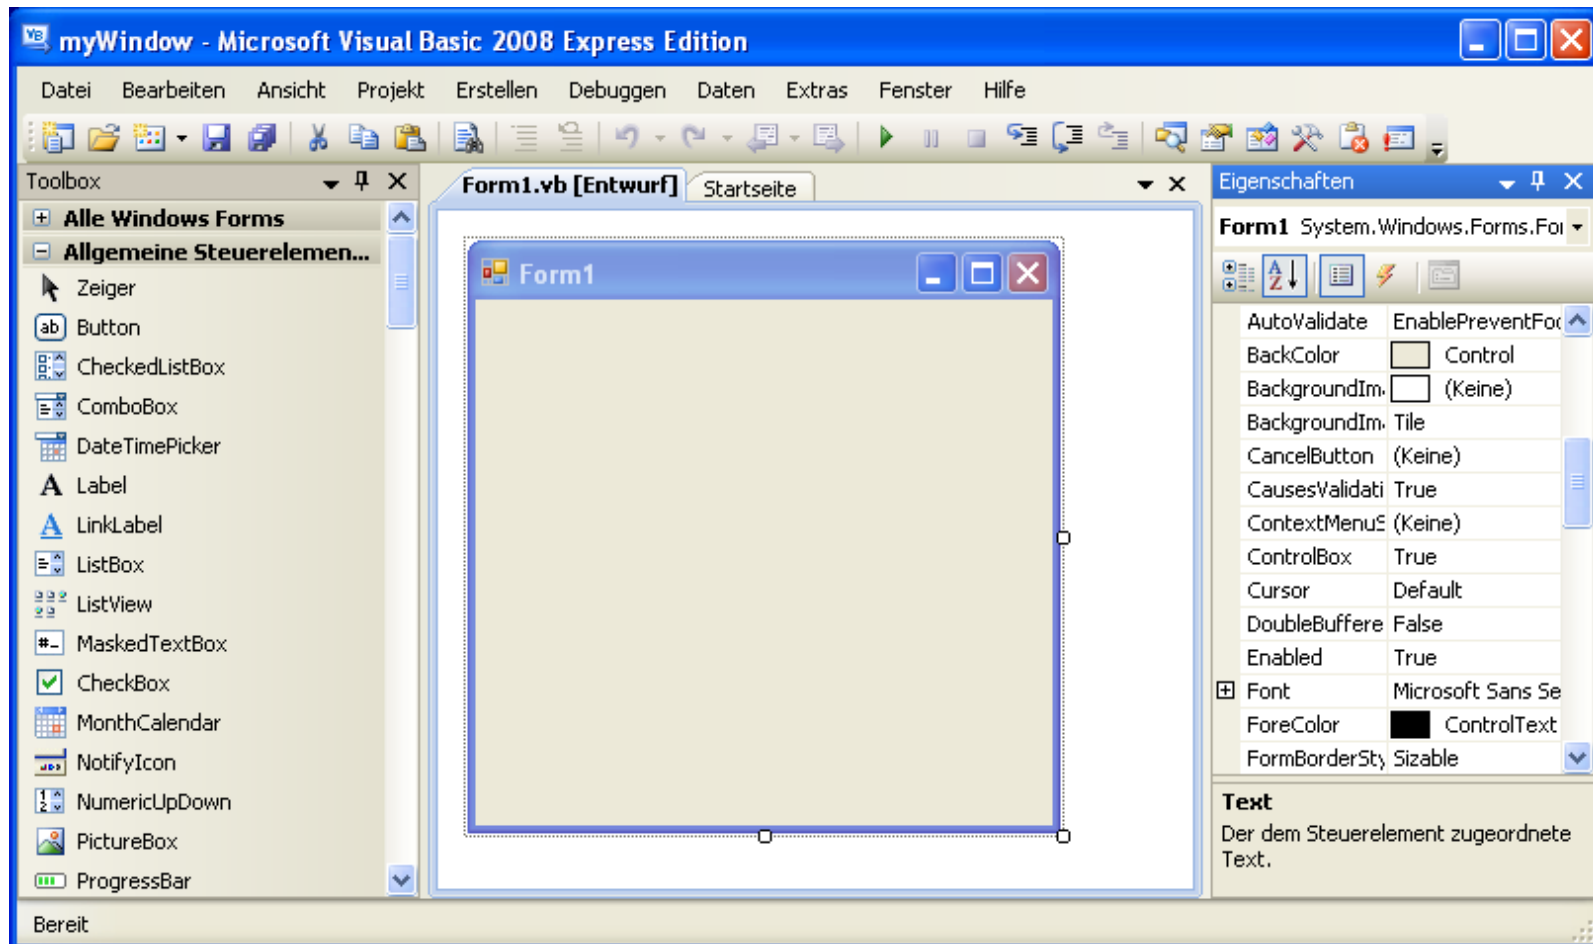 myWindow - Microsoft Visual Basic 2008 Express Edition
Datei Bearbeiten Ansicht Projekt Erstellen Debuggen Daten Extras Fenster Hilfe
Toolbox
Alle Windows Forms
Allgemeine Steuerelemen...
Zeiger
Button
CheckedListBox
ComboBox
DateTimePicker
Label
LinkLabel
ListBox
ListView
MaskedTextBox
CheckBox
MonthCalendar
NotifyIcon
NumericUpDown
PictureBox
ProgressBar
Form1.vb [Entwurf] Startseite
Form1
Eigenschaften
Form1 System.Windows.Forms.For
AutoValidate EnablePreventFoc
BackColor Control
BackgroundIma (Keine)
BackgroundIma Tile
CancelButton (Keine)
CausesValidati True
ContextMenuS (Keine)
ControlBox True
Cursor Default
DoubleBuffere False
Enabled True
Font Microsoft Sans Se
ForeColor ControlText
FormBorderSty Sizable
Text
Der dem Steuerelement zugeordnete
Text.
Bereit